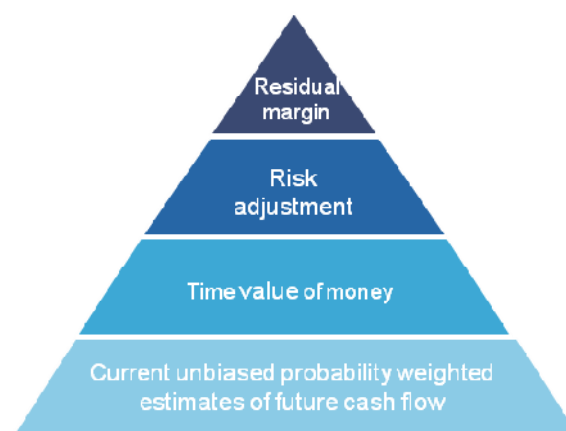 Residual
margin
Risk
adjustment
Time value of money
Current unbiased probability weighted
estimates of future cash flow